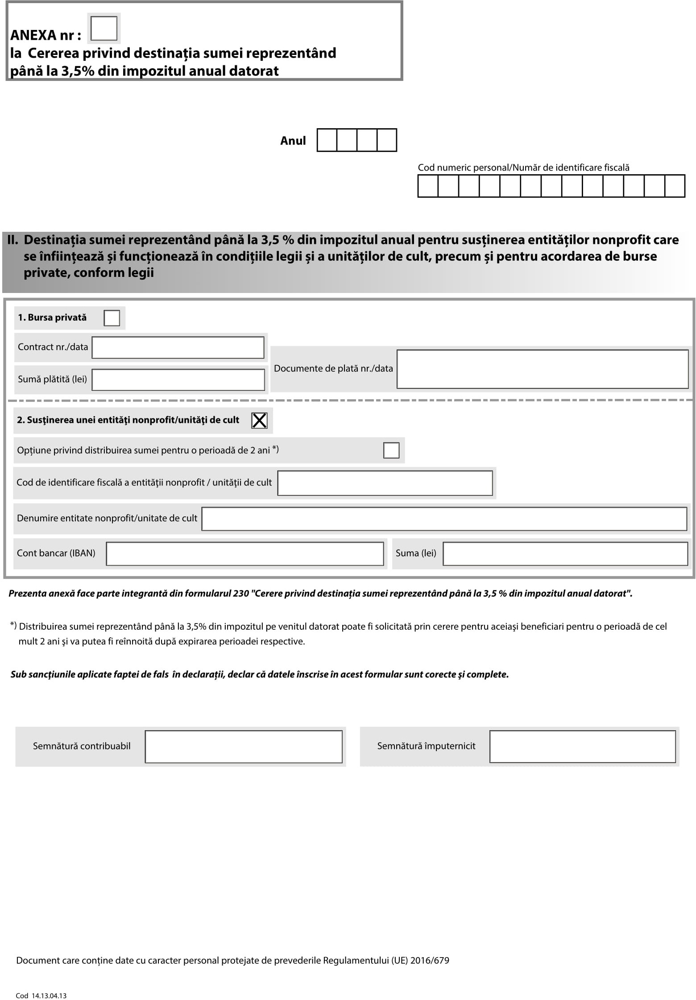 ANEXA nr :
la Cererea privind destinația sumei reprezentând
până la 3,5% din impozitul anual datorat
Anul
Cod numeric personal/Număr de identificare fiscală
II. Destinația sumei reprezentând până la 3,5 % din impozitul anual pentru susținerea entităților nonprofit care
se înființează și funcționează în condițiile legii și a unităților de cult, precum și pentru acordarea de burse
private, conform legii
1. Bursa privată
Contract nr./data
Documente de plată nr./data
Sumă plătită (lei)
2. Susţinerea unei entităţi nonprofit/unităţi de cult
Opțiune privind distribuirea sumei pentru o perioadă de 2 ani *)
Cod de identificare fiscală a entităţii nonprofit / unităţii de cult
Denumire entitate nonprofit/unitate de cult
Cont bancar (IBAN)
Suma (lei)
Prezenta anexă face parte integrantă din formularul 230 "Cerere privind destinația sumei reprezentând până la 3,5 % din impozitul anual datorat".
*) Distribuirea sumei reprezentând până la 3,5% din impozitul pe venitul datorat poate fi solicitată prin cerere pentru aceiaşi beneficiari pentru o perioadă de cel
mult 2 ani şi va putea fi reînnoită după expirarea perioadei respective.
Sub sancţiunile aplicate faptei de fals în declarații, declar că datele înscrise în acest formular sunt corecte şi complete.
Semnătură contribuabil
Semnătură împuternicit
Document care conține date cu caracter personal protejate de prevederile Regulamentului (UE) 2016/679
Cod 14.13.04.13